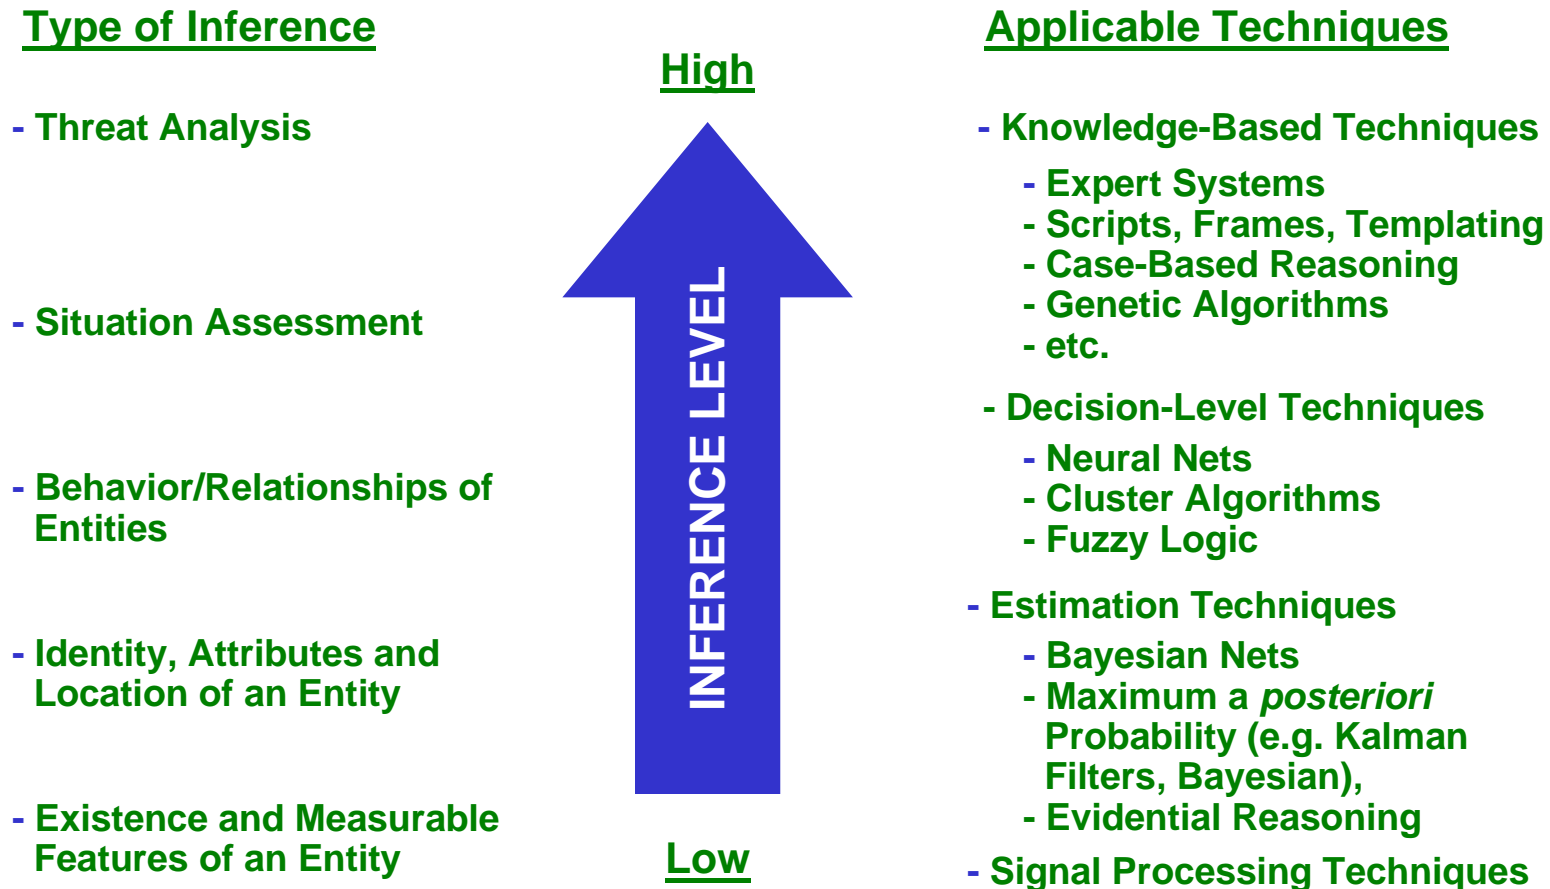 Type of Inference
- Threat Analysis
- Situation Assessment
- Behavior/Relationships of
Entities
- Identity, Attributes and
Location of an Entity
- Existence and Measurable
Features of an Entity
High
INFERENCE LEVEL
Low
Applicable Techniques
- Knowledge-Based Techniques
- Expert Systems
- Scripts, Frames, Templating
- Case-Based Reasoning
- Genetic Algorithms
- etc.
- Decision-Level Techniques
- Neural Nets
- Cluster Algorithms
- Fuzzy Logic
- Estimation Techniques
- Bayesian Nets
- Maximum a posteriori
Probability (e.g. Kalman
Filters, Bayesian),
- Evidential Reasoning
- Signal Processing Techniques